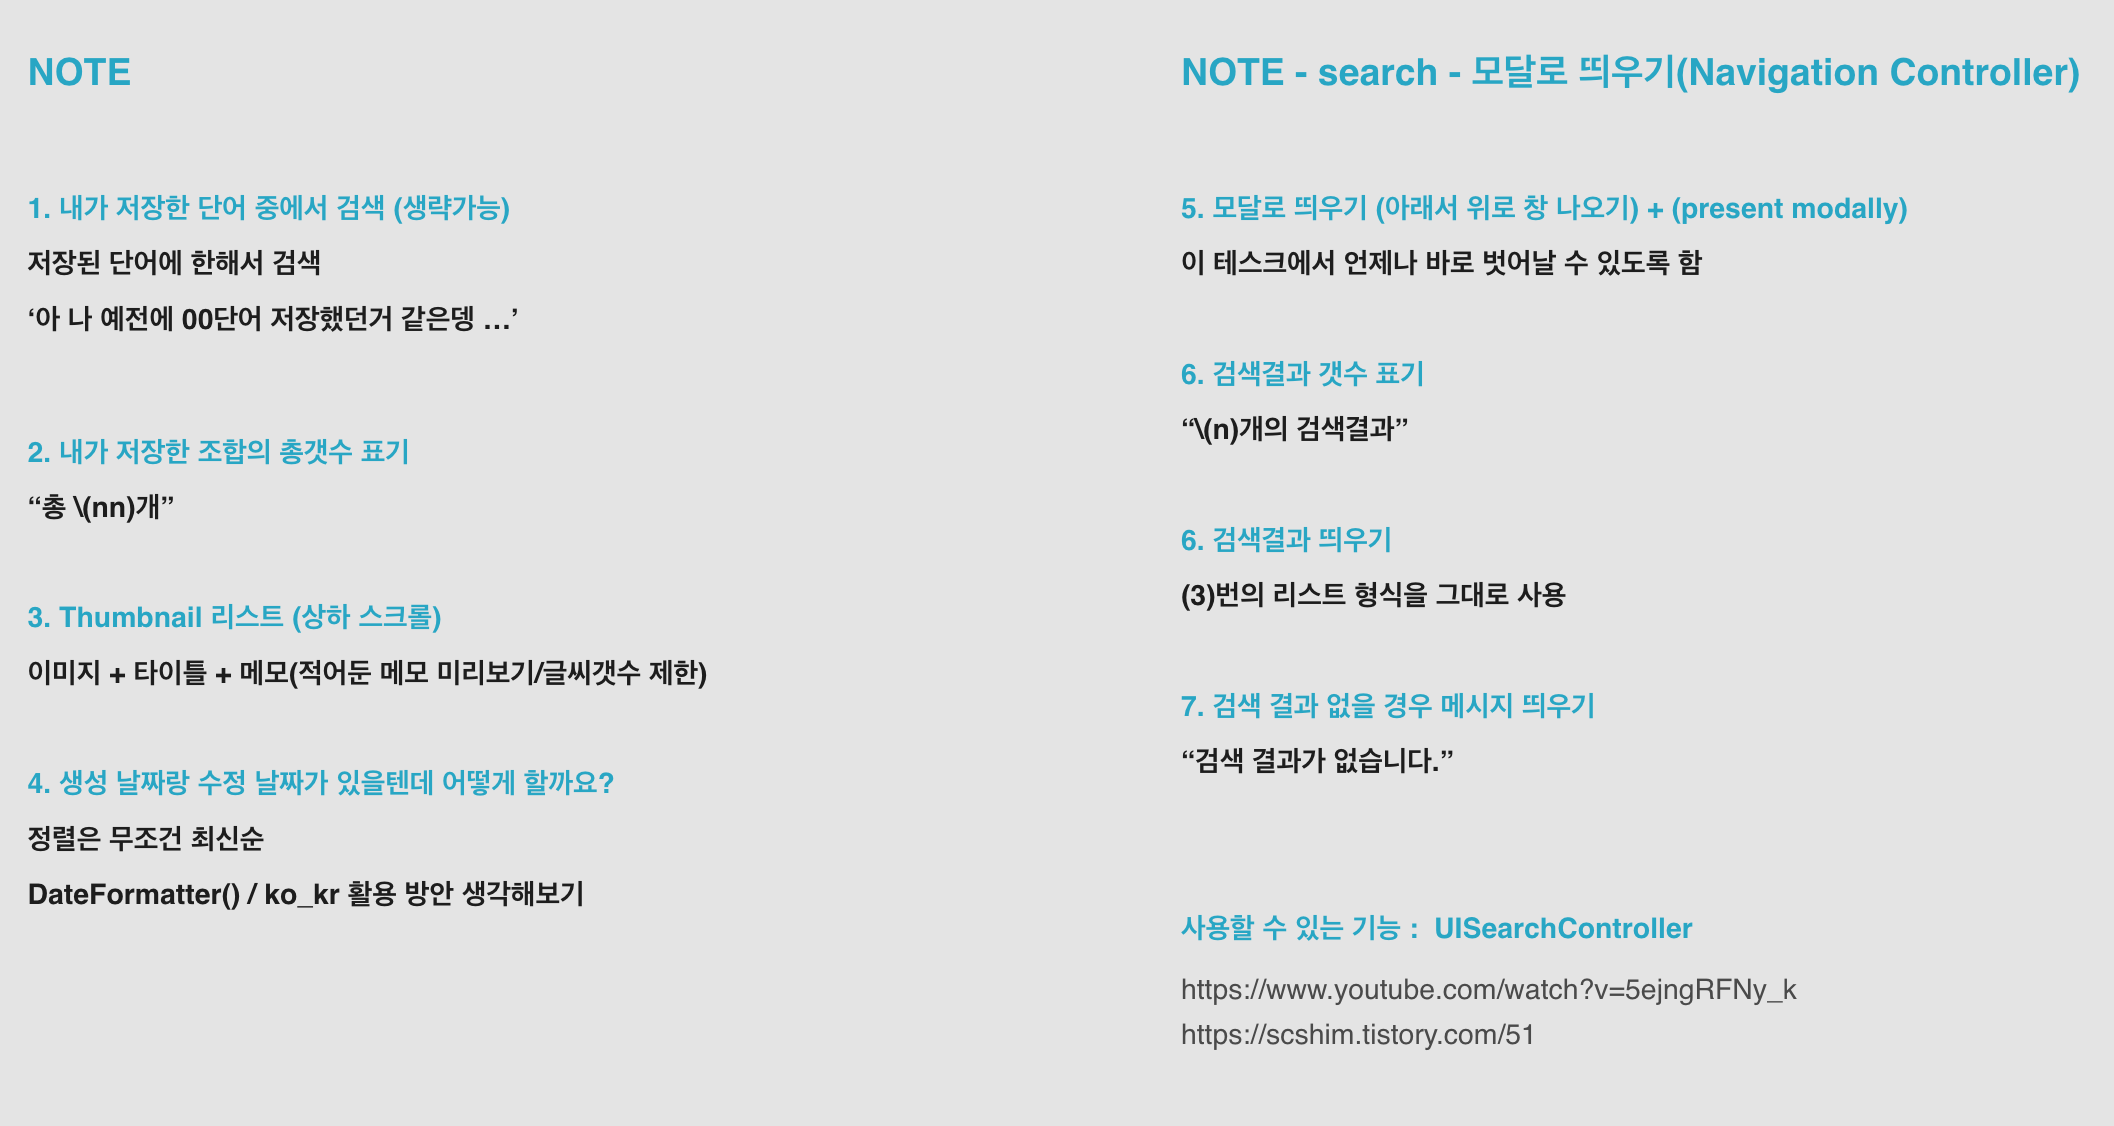 NOTE
1. 내가 저장한 단어 중에서 검색 (생략가능)
저장된 단어에 한해서 검색
‘아 나 예전에 00단어 저장했던거 같은뎅 …’
2. 내가 저장한 조합의 총갯수 표기
“총 \(nn)개”
3. Thumbnail 리스트 (상하 스크롤)
이미지 + 타이틀 + 메모(적어둔 메모 미리보기/글씨갯수 제한)
4. 생성 날짜랑 수정 날짜가 있을텐데 어떻게 할까요?
정렬은 무조건 최신순
DateFormatter() / ko_kr 활용 방안 생각해보기
NOTE - search - 모달로 띄우기(Navigation Controller)
5. 모달로 띄우기 (아래서 위로 창 나오기) + (present modally)
이 테스크에서 언제나 바로 벗어날 수 있도록 함
6. 검색결과 갯수 표기
“\(n)개의 검색결과”
6. 검색결과 띄우기
(3)번의 리스트 형식을 그대로 사용
7. 검색 결과 없을 경우 메시지 띄우기
“검색 결과가 없습니다.”
사용할 수 있는 기능 :  UISearchController
https://www.youtube.com/watch?v=5ejngRFNy_k
https://scshim.tistory.com/51